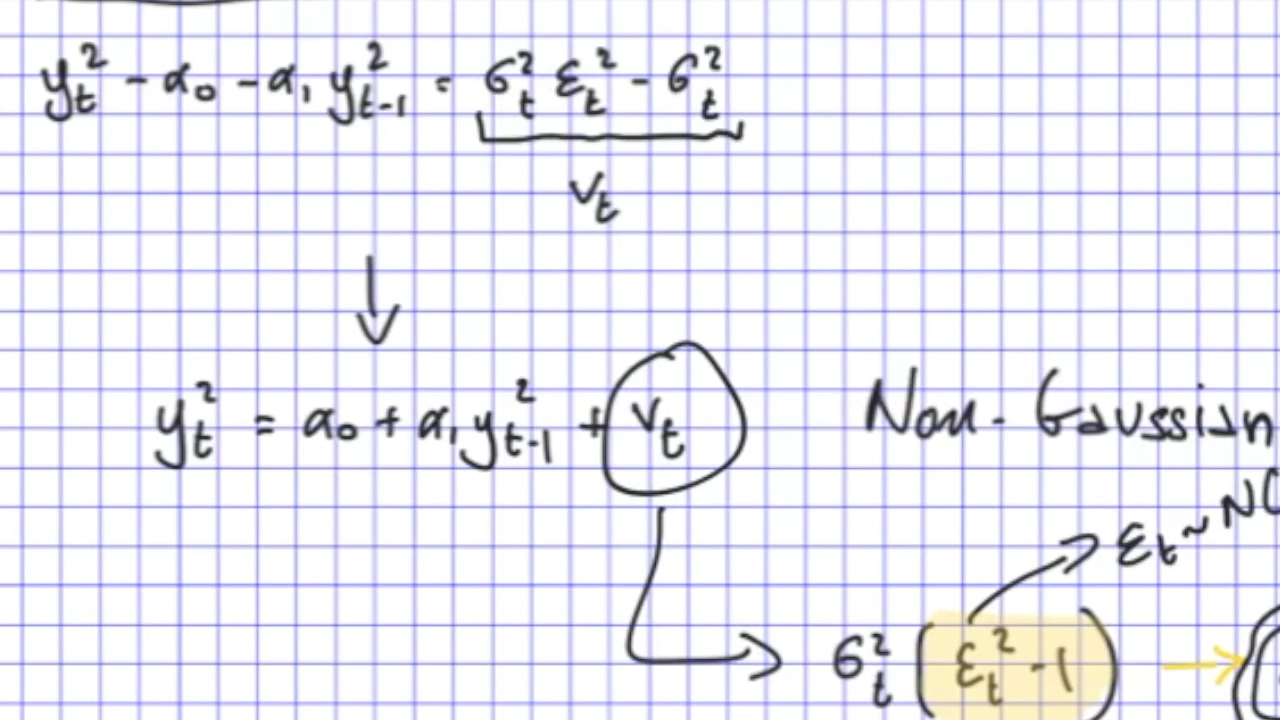 y_t^2 - α_0 - α_1 y_{t-1}^2 = σ_t^2 ε_t^2 - σ_t^2
v_t
y_t^2 = α_0 + α_1 y_{t-1}^2 + v_t Non-Gaussian
ε_t ~ N(
σ_t^2 (ε_t^2 - 1)